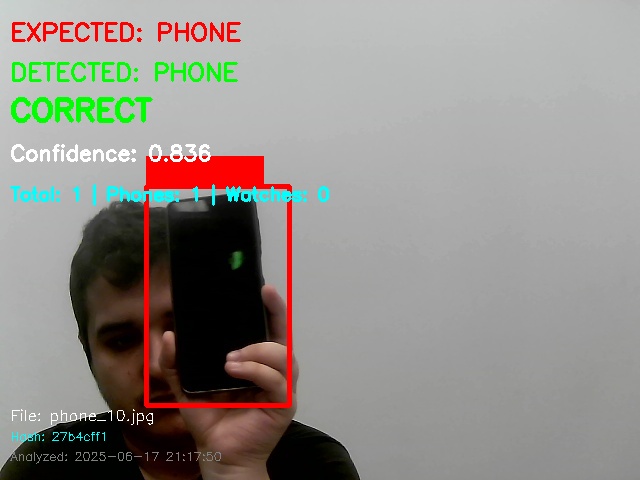 EXPECTED: PHONE
DETECTED: PHONE
CORRECT
Confidence: 0.836
Total: 1 | Phones: 1 | Watches: 0
File: phone_10.jpg
Hash: 27b4cff1
Analyzed: 2025-06-17 21:17:50